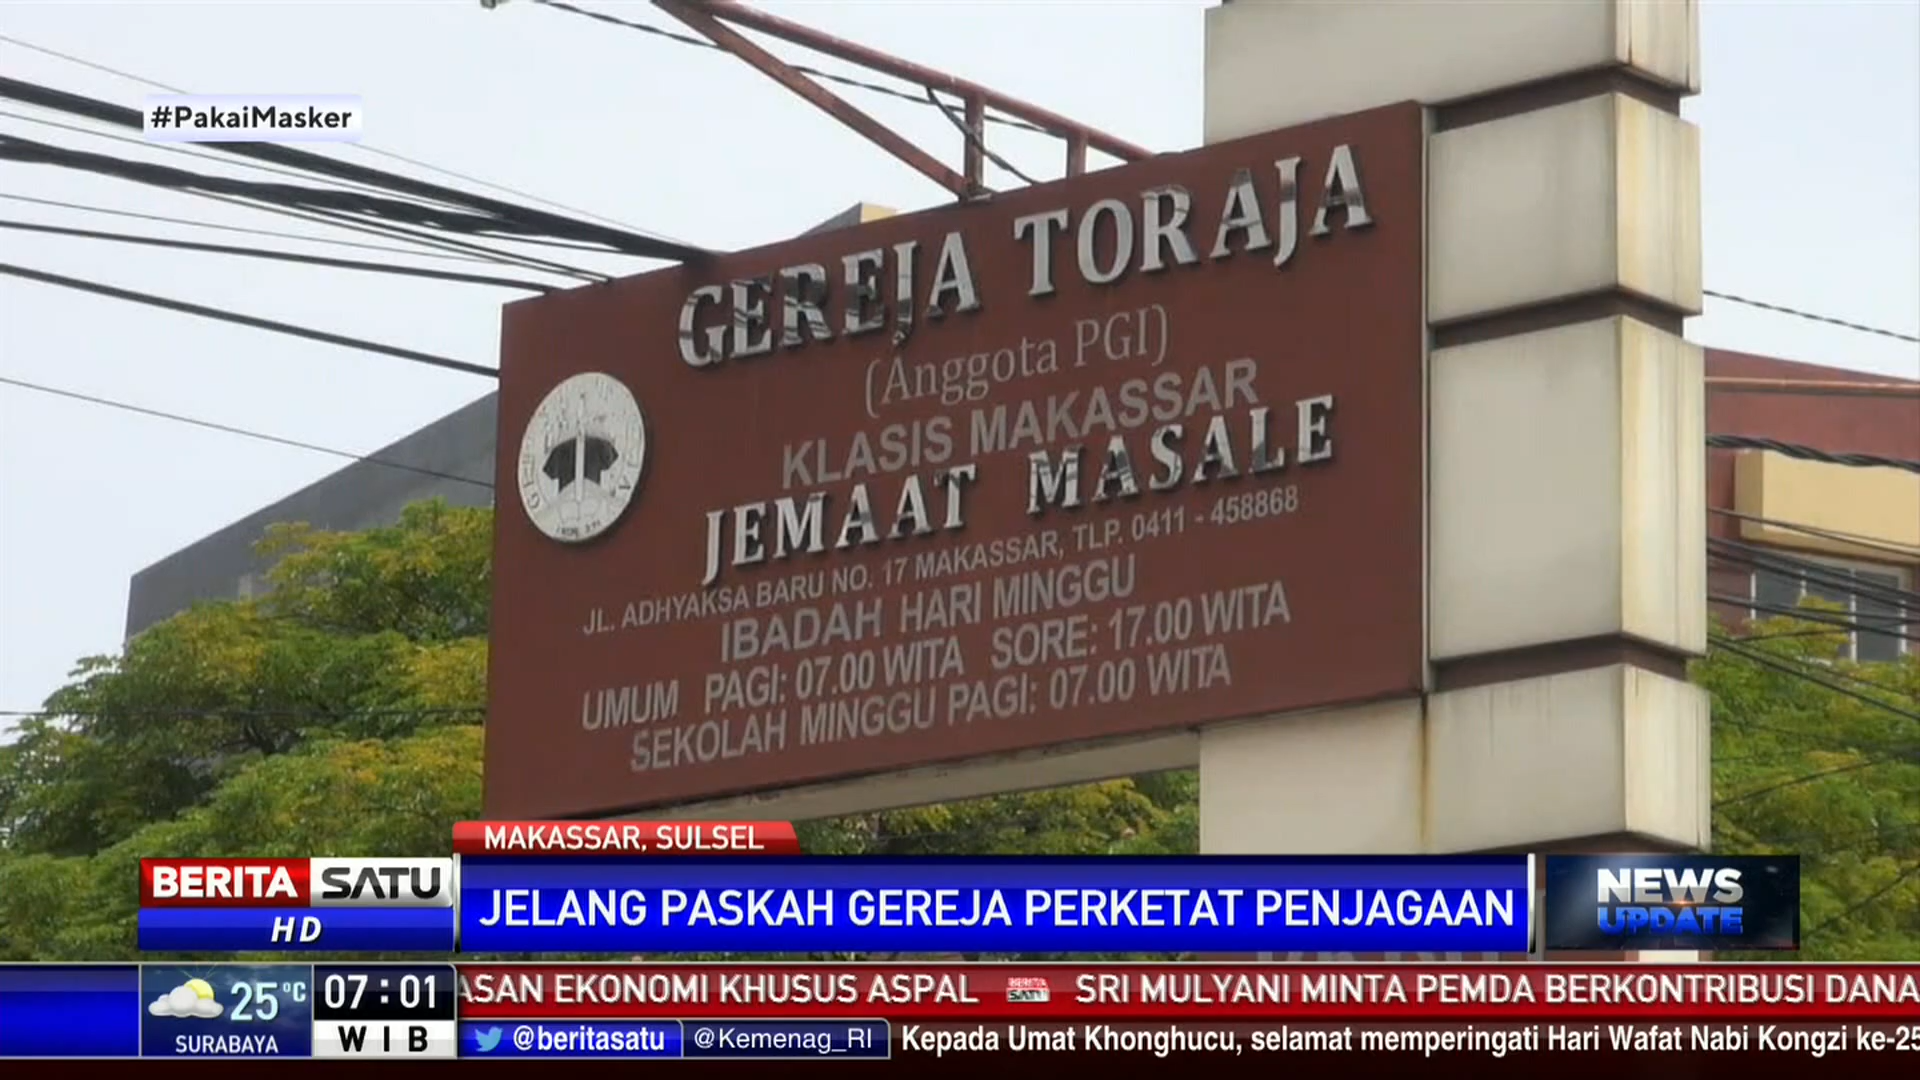 #PakaiMasker
GEREJA TORAJA
(Anggota PGI)
KLASIS MAKASSAR
JEMAAT MASALE
JL. ADHYAKSA BARU NO. 17 MAKASSAR, TLP. 0411 - 458868
IBADAH HARI MINGGU
UMUM PAGI: 07.00 WITA SORE: 17.00 WITA
SEKOLAH MINGGU PAGI: 07.00 WITA
MAKASSAR, SULSEL
BERITA SATU
HD
JELANG PASKAH GEREJA PERKETAT PENJAGAAN
NEWS
UPDATE
25°C
SURABAYA
07:01
WIB
ASAN EKONOMI KHUSUS ASPAL BERITA SATU SRI MULYANI MINTA PEMDA BERKONTRIBUSI DANA
@beritasatu @Kemenag_RI Kepada Umat Khonghucu, selamat memperingati Hari Wafat Nabi Kongzi ke-25